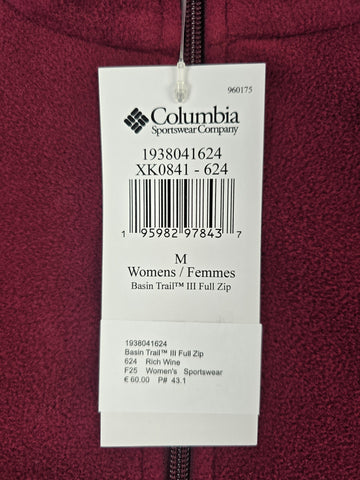 960175
Columbia
Sportswear Company
1938041624
XK0841 - 624
1 95982 97843 7
M
Womens / Femmes
Basin Trail™ III Full Zip
1938041624
Basin Trail™ III Full Zip
624 Rich Wine
F25 Women's Sportswear
€ 60.00 P# 43.1